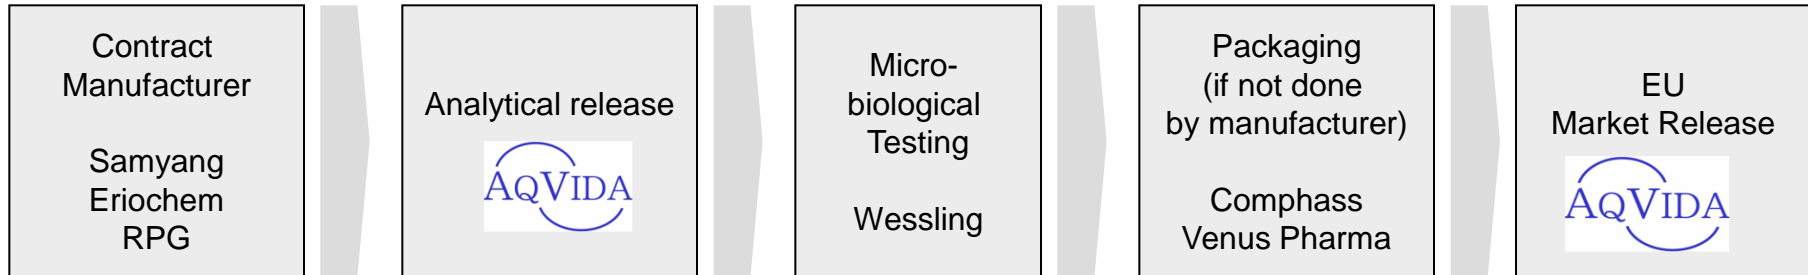 Contract
Manufacturer
Samyang
Eriochem
RPG
Analytical release
AQVIDA
Micro-
biological
Testing
Wessling
Packaging
(if not done
by manufacturer)
Comphass
Venus Pharma
EU
Market Release
AQVIDA